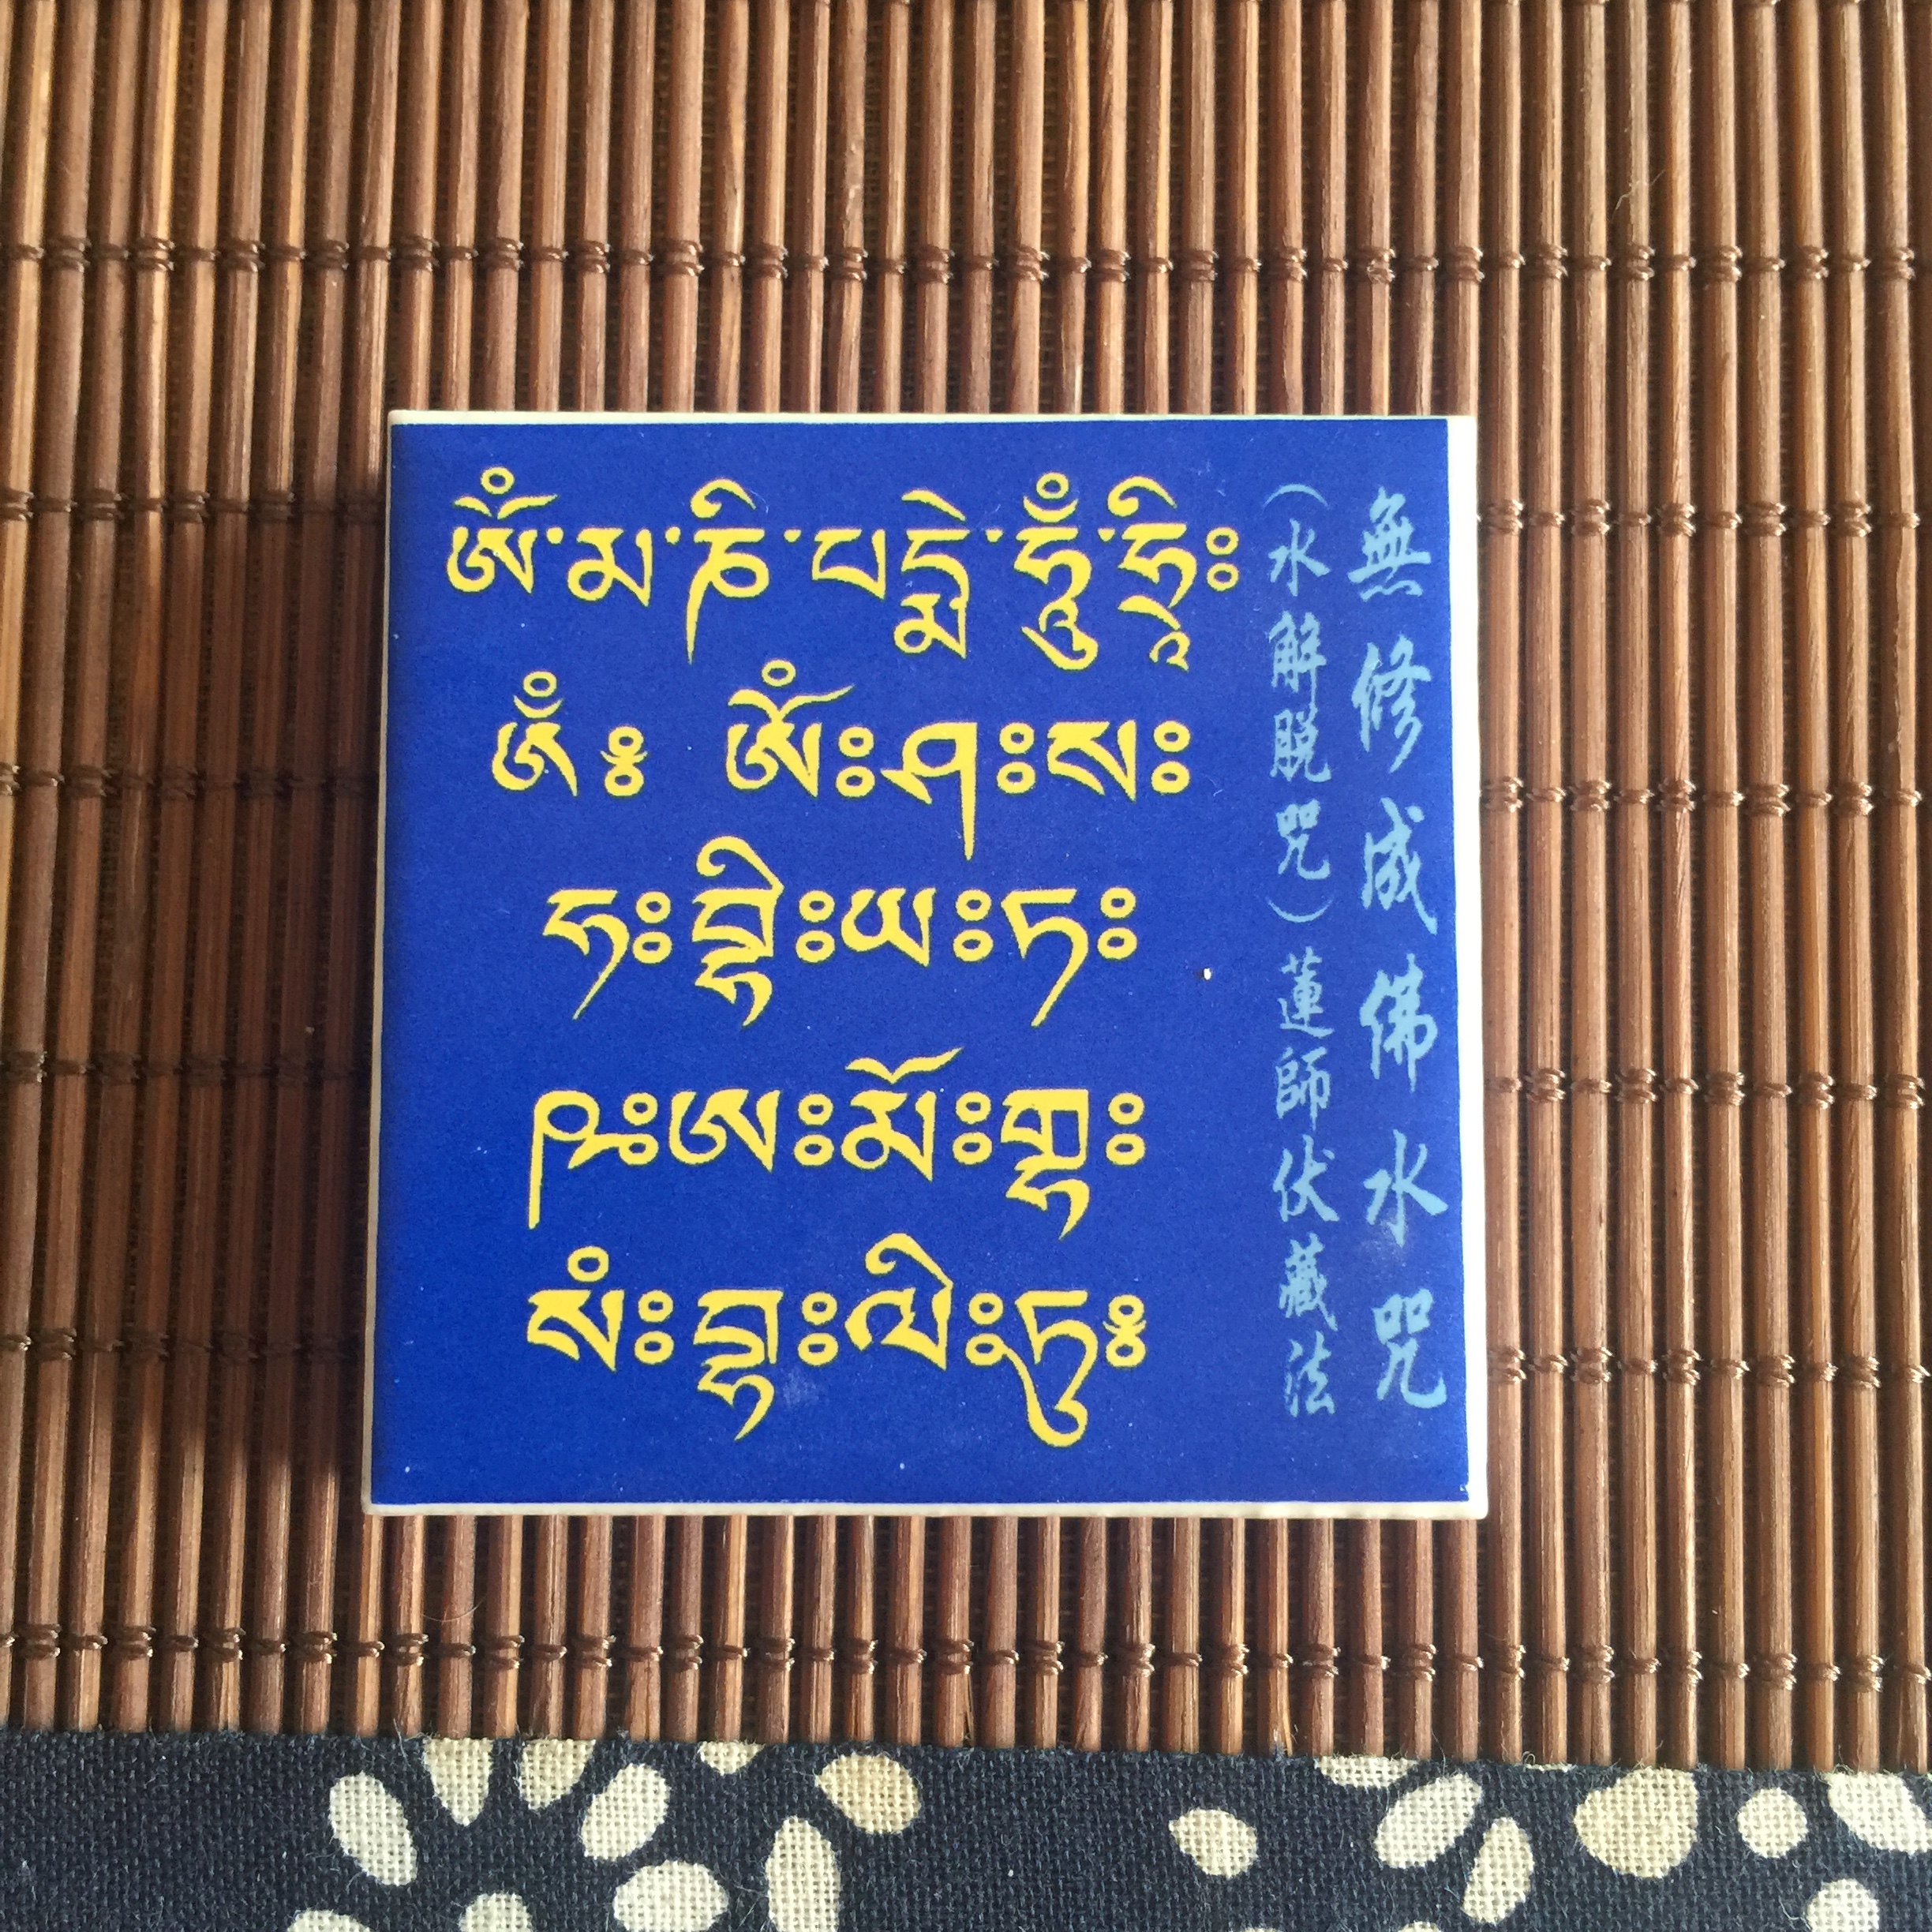 ཨོཾ་མ་ཎི་པདྨེ་ཧཱུྃ་ཧྲཱིཿ
ཨཾ༔ ཨོཾཿཤཿསཿ
ཧཿབྷིཿཡཿཏཿ
ཥཿཨཿམོཿགྷཿ
སཾཿབྷཿལིཿཏུ༔
無修成佛水咒
（水解脫咒）蓮師伏藏法